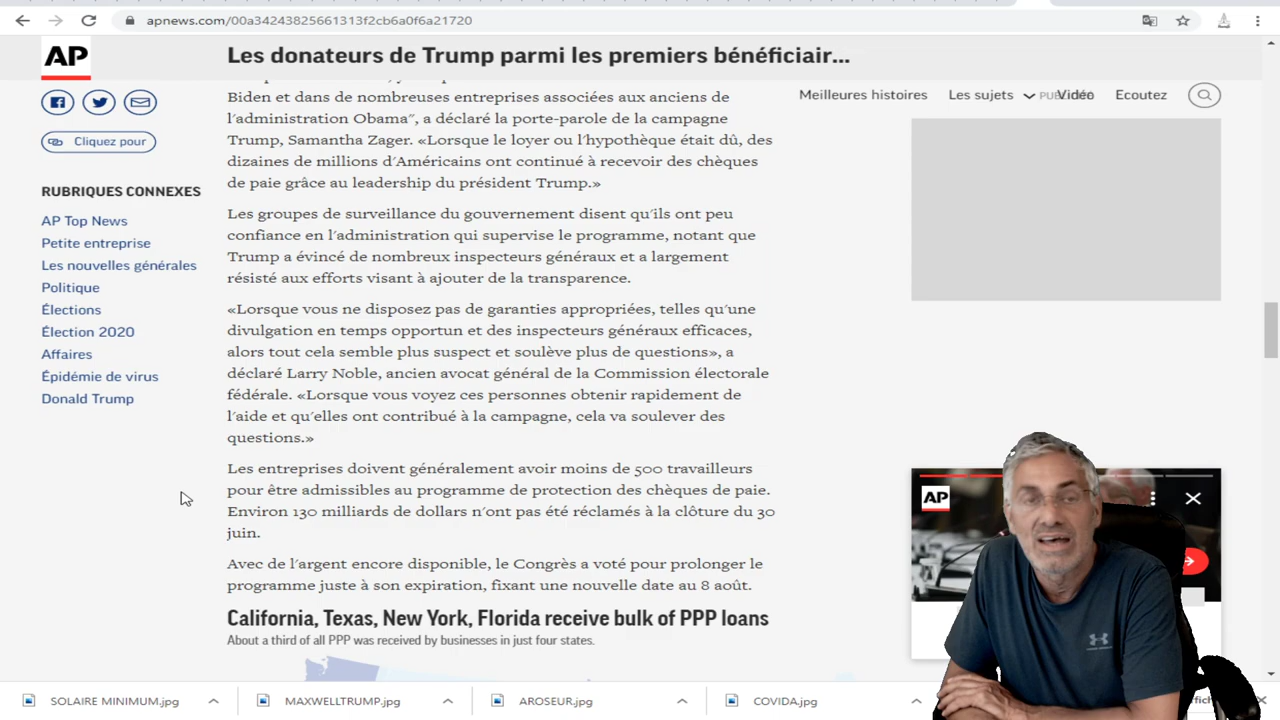 apnews.com/00a34243825661313f2cb6a0f6a21720
AP
Les donateurs de Trump parmi les premiers bénéficiair...
Meilleures histoires
Les sujets
Vidéo
Ecoutez
Cliquez pour
RUBRIQUES CONNEXES
AP Top News
Petite entreprise
Les nouvelles générales
Politique
Élections
Élection 2020
Affaires
Épidémie de virus
Donald Trump
Biden et dans de nombreuses entreprises associées aux anciens de
l'administration Obama", a déclaré la porte-parole de la campagne
Trump, Samantha Zager. «Lorsque le loyer ou l'hypothèque était dû, des
dizaines de millions d'Américains ont continué à recevoir des chèques
de paie grâce au leadership du président Trump.»
Les groupes de surveillance du gouvernement disent qu'ils ont peu
confiance en l'administration qui supervise le programme, notant que
Trump a évincé de nombreux inspecteurs généraux et a largement
résisté aux efforts visant à ajouter de la transparence.
«Lorsque vous ne disposez pas de garanties appropriées, telles qu'une
divulgation en temps opportun et des inspecteurs généraux efficaces,
alors tout cela semble plus suspect et soulève plus de questions», a
déclaré Larry Noble, ancien avocat général de la Commission électorale
fédérale. «Lorsque vous voyez ces personnes obtenir rapidement de
l'aide et qu'elles ont contribué à la campagne, cela va soulever des
questions.»
Les entreprises doivent généralement avoir moins de 500 travailleurs
pour être admissibles au programme de protection des chèques de paie.
Environ 130 milliards de dollars n'ont pas été réclamés à la clôture du 30
juin.
Avec de l'argent encore disponible, le Congrès a voté pour prolonger le
programme juste à son expiration, fixant une nouvelle date au 8 août.
California, Texas, New York, Florida receive bulk of PPP loans
About a third of all PPP was received by businesses in just four states.
AP
SOLAIRE MINIMUM.jpg
MAXWELLTRUMP.jpg
AROSEUR.jpg
COVIDA.jpg